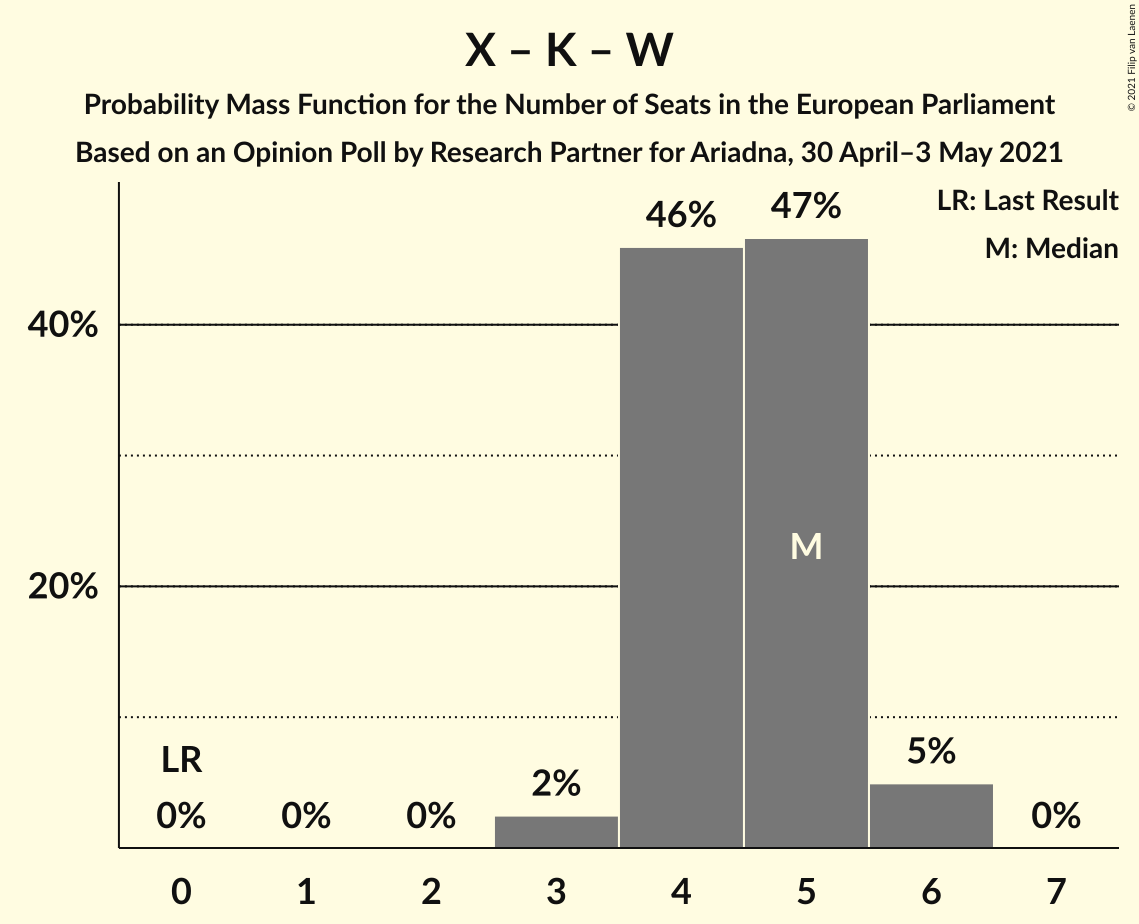 X – K – W
Probability Mass Function for the Number of Seats in the European Parliament
Based on an Opinion Poll by Research Partner for Ariadna, 30 April–3 May 2021
© 2021 Filip van Laenen
LR: Last Result
M: Median
46%
47%
40%
20%
M
LR
0%
0%
0%
2%
5%
0%
0
1
2
3
4
5
6
7